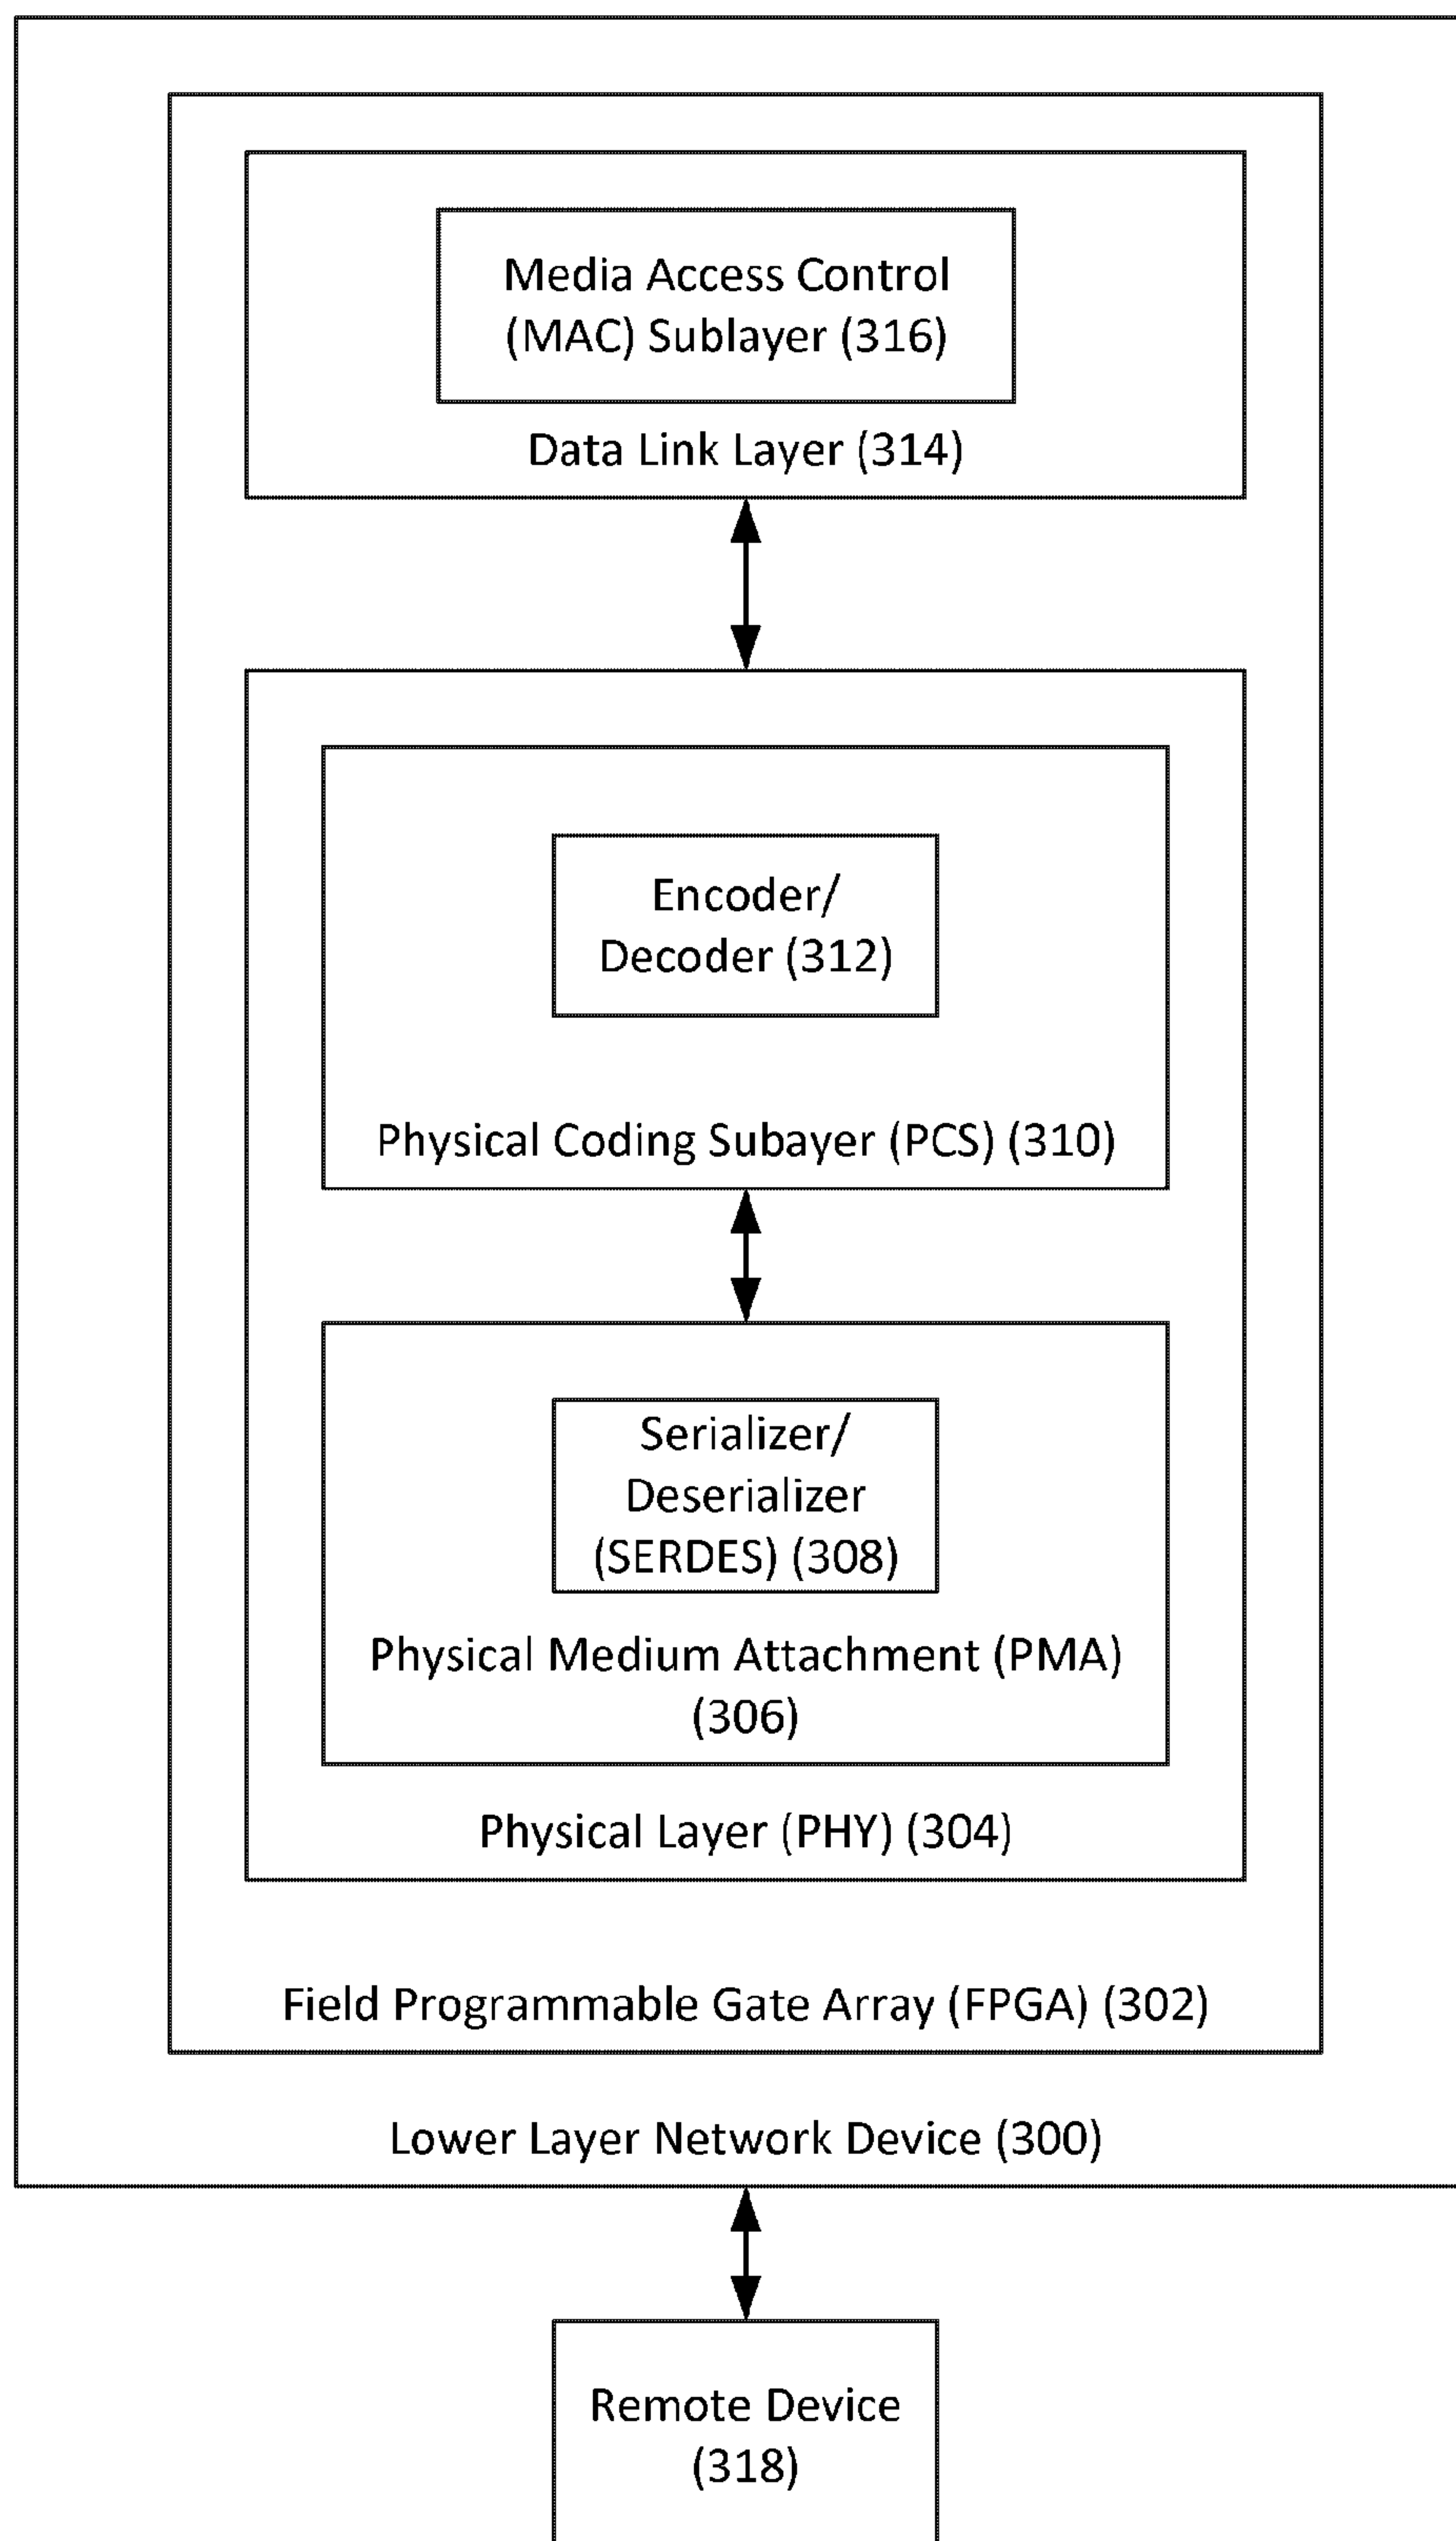 Media Access Control
(MAC) Sublayer (316)
Data Link Layer (314)
Encoder/
Decoder (312)
Physical Coding Subayer (PCS) (310)
Serializer/
Deserializer
(SERDES) (308)
Physical Medium Attachment (PMA)
(306)
Physical Layer (PHY) (304)
Field Programmable Gate Array (FPGA) (302)
Lower Layer Network Device (300)
Remote Device
(318)